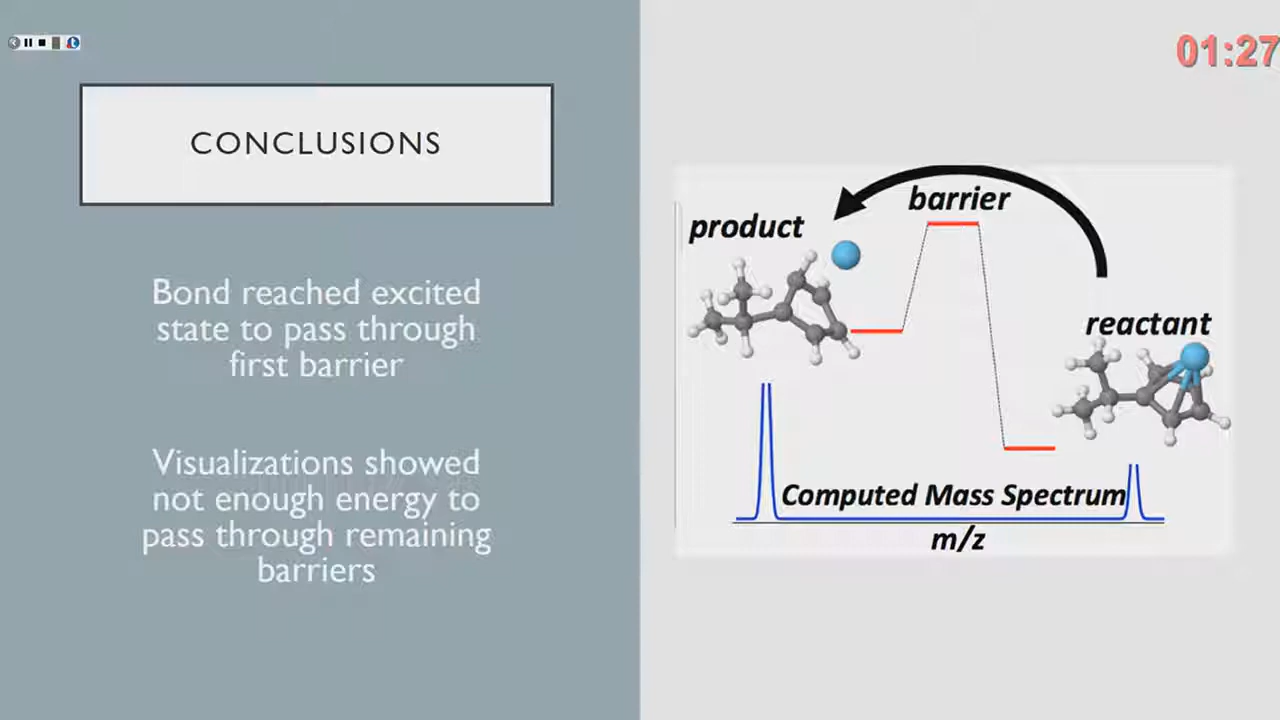 01:27
CONCLUSIONS
Bond reached excited
state to pass through
first barrier
Visualizations showed
not enough energy to
pass through remaining
barriers
barrier
product
reactant
Computed Mass Spectrum
m/z